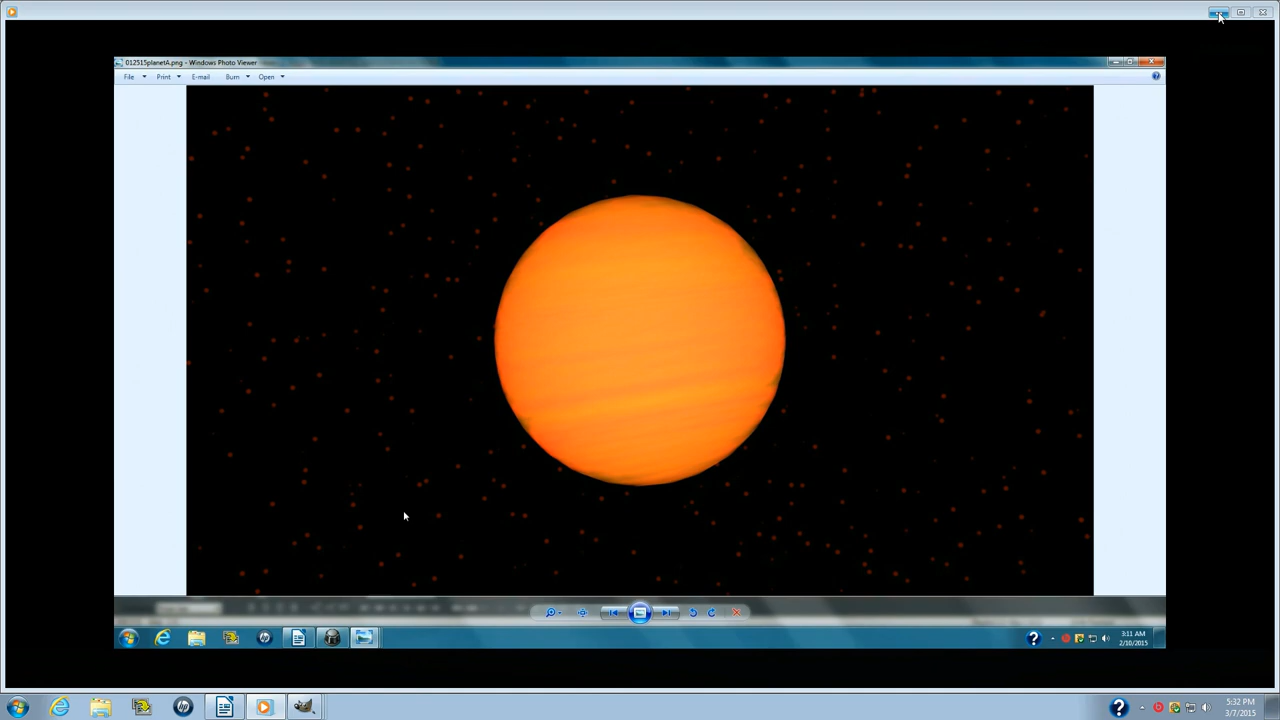 012515planetA.png - Windows Photo Viewer
File Print E-mail Burn Open
3:11 AM
2/10/2015
5:32 PM
3/7/2015